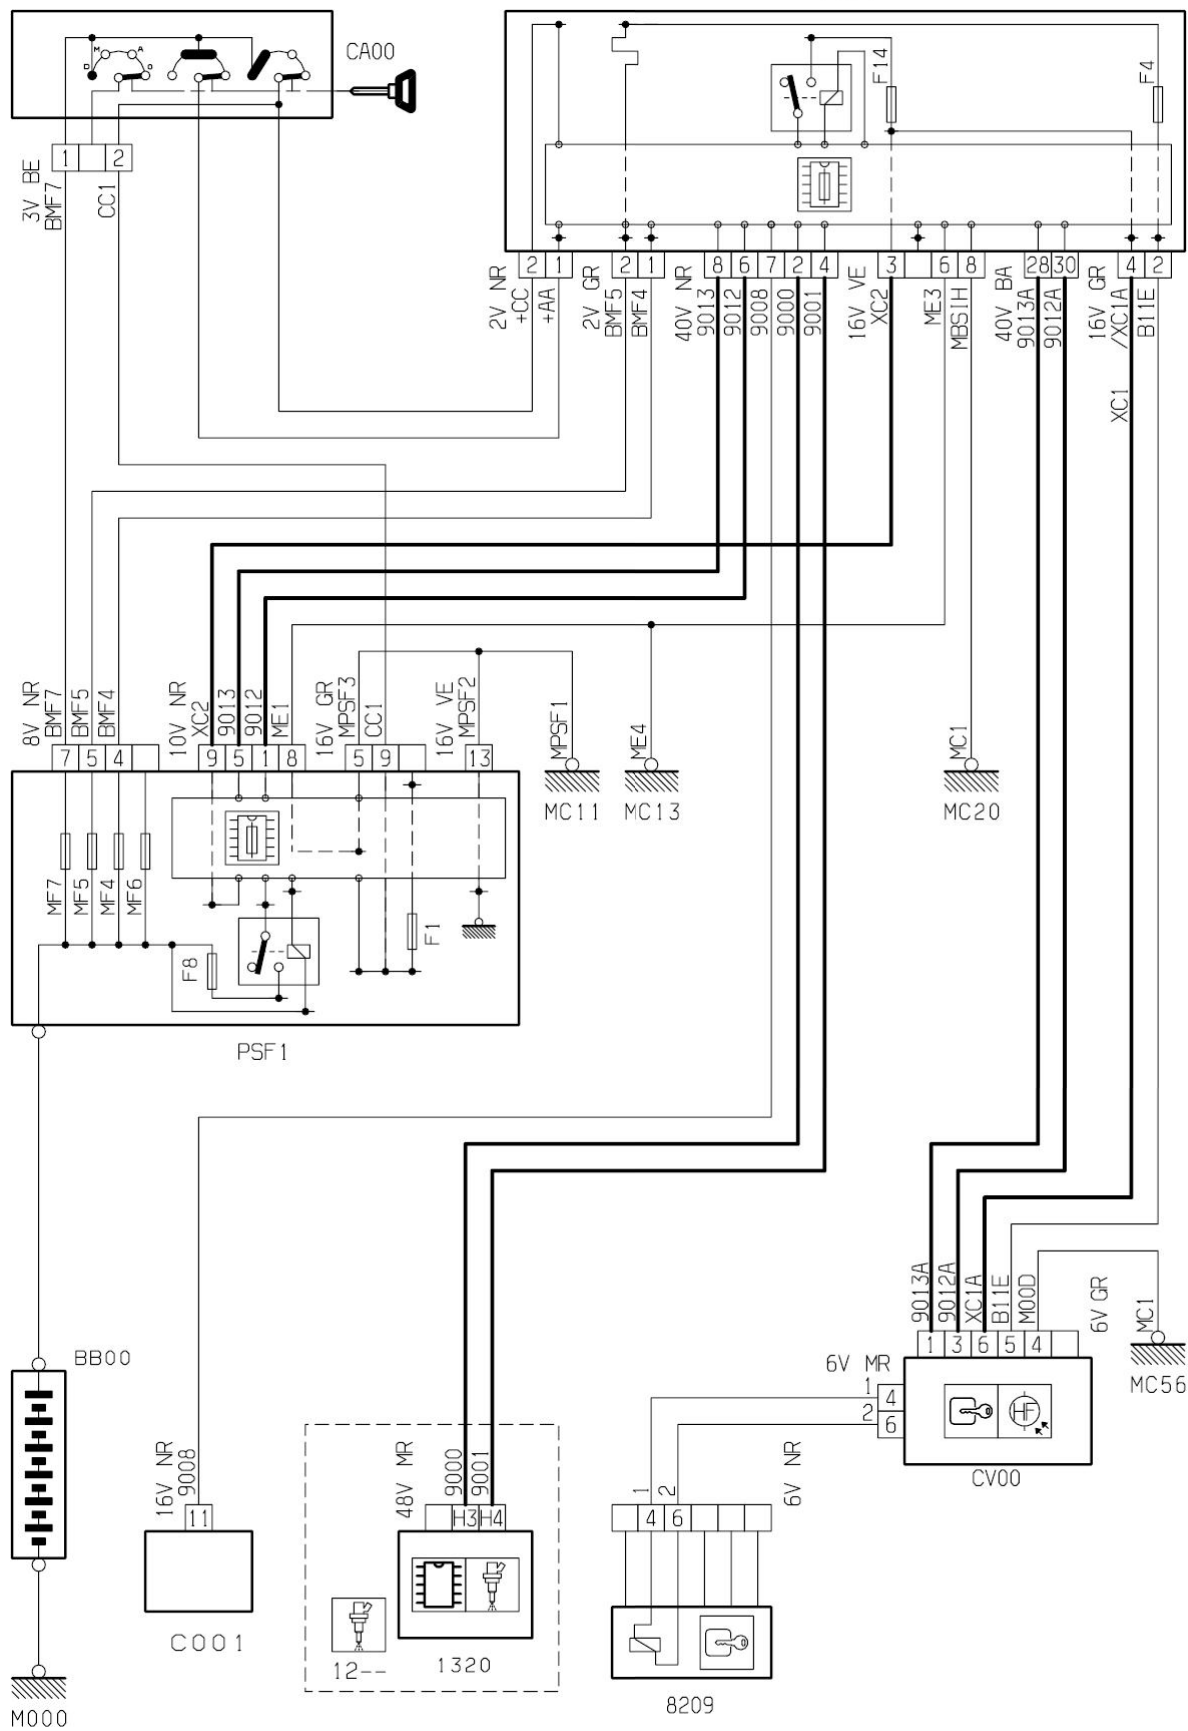 CA00
M
A
D
O
1
2
3V BE
BMF7
CC1
F14
F4
2
1
2
1
8
6
7
2
4
3
6
8
28
30
4
2
2V NR
+CC
+AA
2V GR
BMF5
BMF4
40V NR
9013
9012
9008
9000
9001
16V VE
XC2
ME3
MBSIH
40V BA
9013A
9012A
16V GR
/XC1A
B11E
XC1
8V NR
BMF7
BMF5
BMF4
10V NR
XC2
9013
9012
ME1
16V GR
MPSF3
CC1
16V VE
MPSF2
MPSF1
ME4
MC1
7
5
4
9
5
1
8
5
9
13
MC11
MC13
MC20
MF7
MF5
MF4
MF6
F8
F1
PSF1
9013A
9012A
XC1A
B11E
M00D
6V GR
MC1
1
3
6
5
4
MC56
6V MR
1
4
2
6
HF
CV00
BB00
16V NR
9008
11
C001
48V MR
9000
9001
H3
H4
12--
1320
1
2
6V NR
4
6
8209
M000